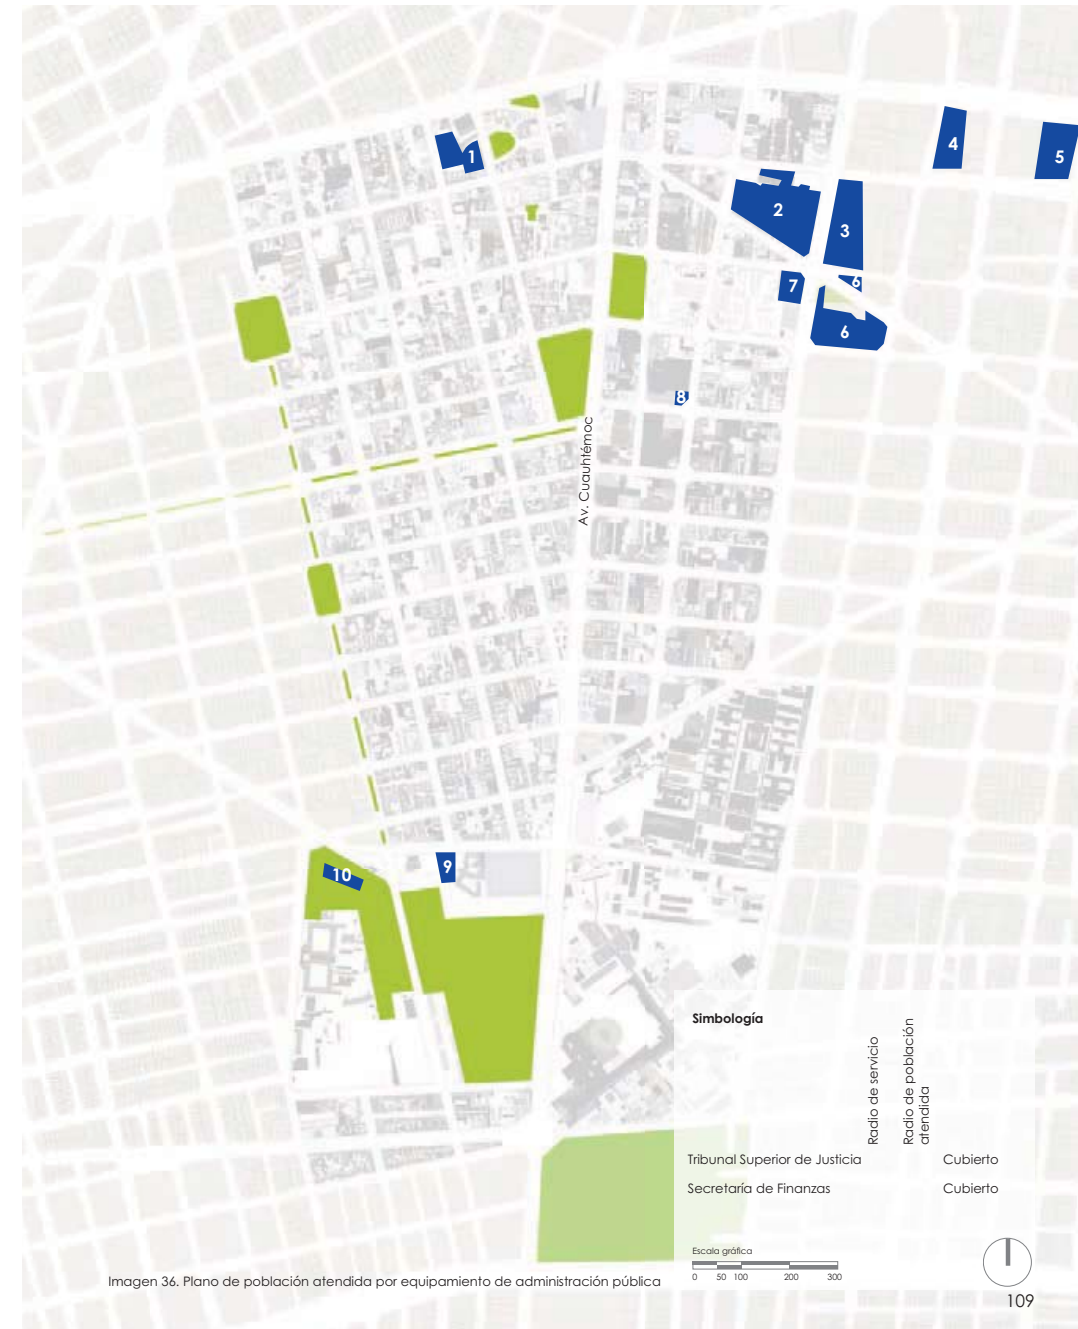 1
4
5
2
3
7
6
6
8
Av. Cuauhtémoc
9
10
Simbología
Radio de servicio
Radio de población
atendida
Tribunal Superior de Justicia Cubierto
Secretaría de Finanzas Cubierto
Escala gráfica
0 50 100 200 300
Imagen 36. Plano de población atendida por equipamiento de administración pública
109